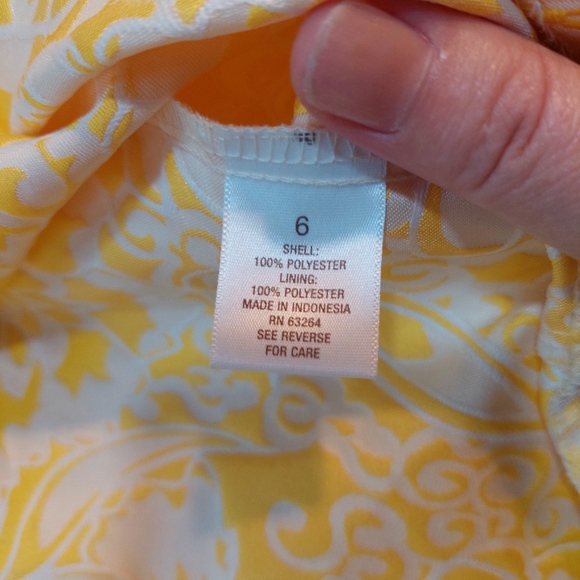 6
SHELL:
100% POLYESTER
LINING:
100% POLYESTER
MADE IN INDONESIA
RN 63264
SEE REVERSE
FOR CARE